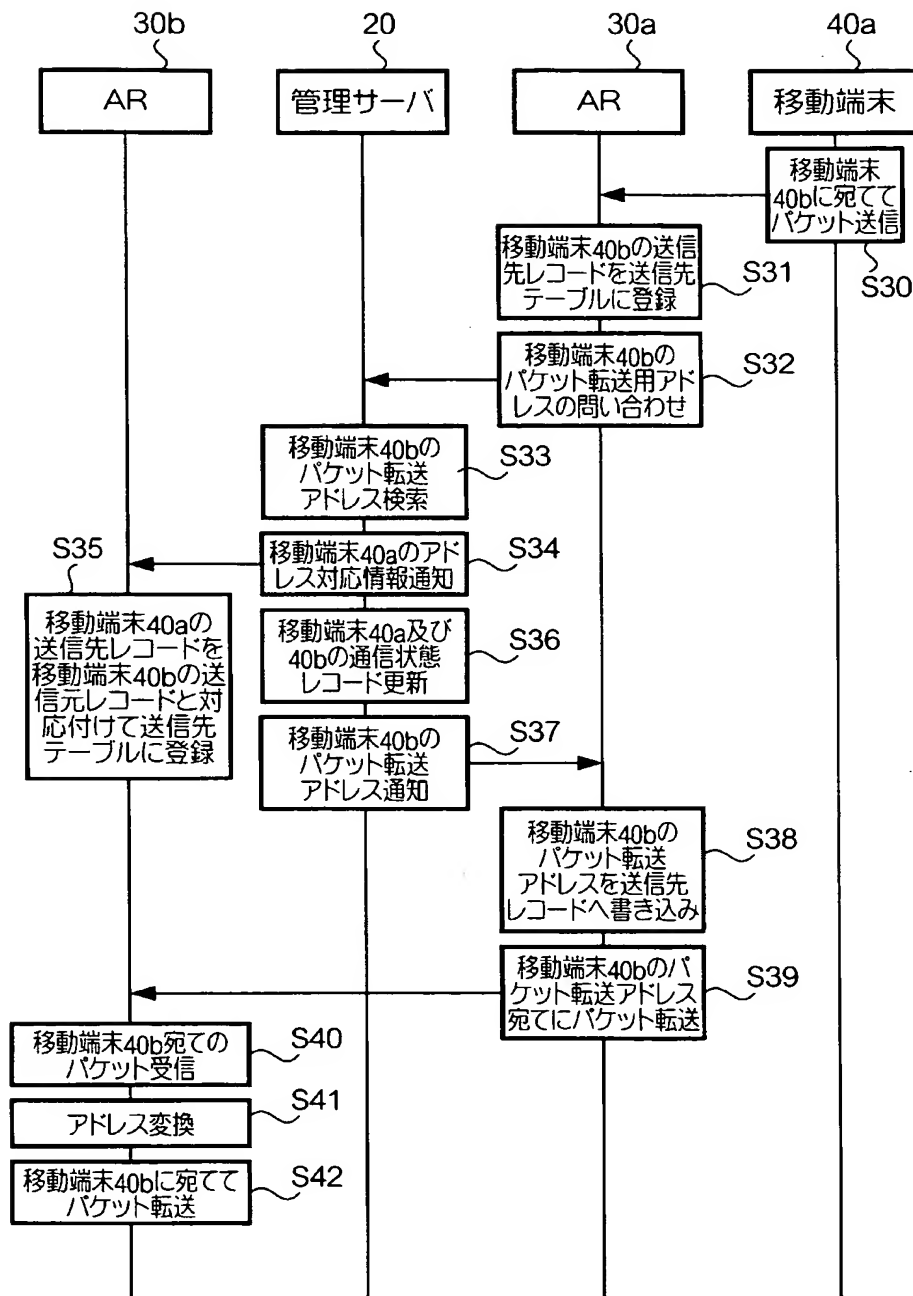 30b
20
30a
40a
AR
管理サーバ
AR
移動端末
移動端末
40bに宛てて
パケット送信
S30
移動端末40bの送信
先レコードを送信先
テーブルに登録
S31
移動端末40bの
パケット転送用アド
レスの問い合わせ
S32
移動端末40bの
パケット転送
アドレス検索
S33
移動端末40aのアド
レス対応情報通知
S34
S35
移動端末40aの
送信先レコードを
移動端末40bの送
信元レコードと対
応付けて送信先
テーブルに登録
移動端末40a及び
40bの通信状態
レコード更新
S36
移動端末40bの
パケット転送
アドレス通知
S37
移動端末40bの
パケット転送
アドレスを送信先
レコードへ書き込み
S38
移動端末40bのパ
ケット転送アドレス
宛てにパケット転送
S39
移動端末40b宛ての
パケット受信
S40
アドレス変換
S41
移動端末40bに宛てて
パケット転送
S42